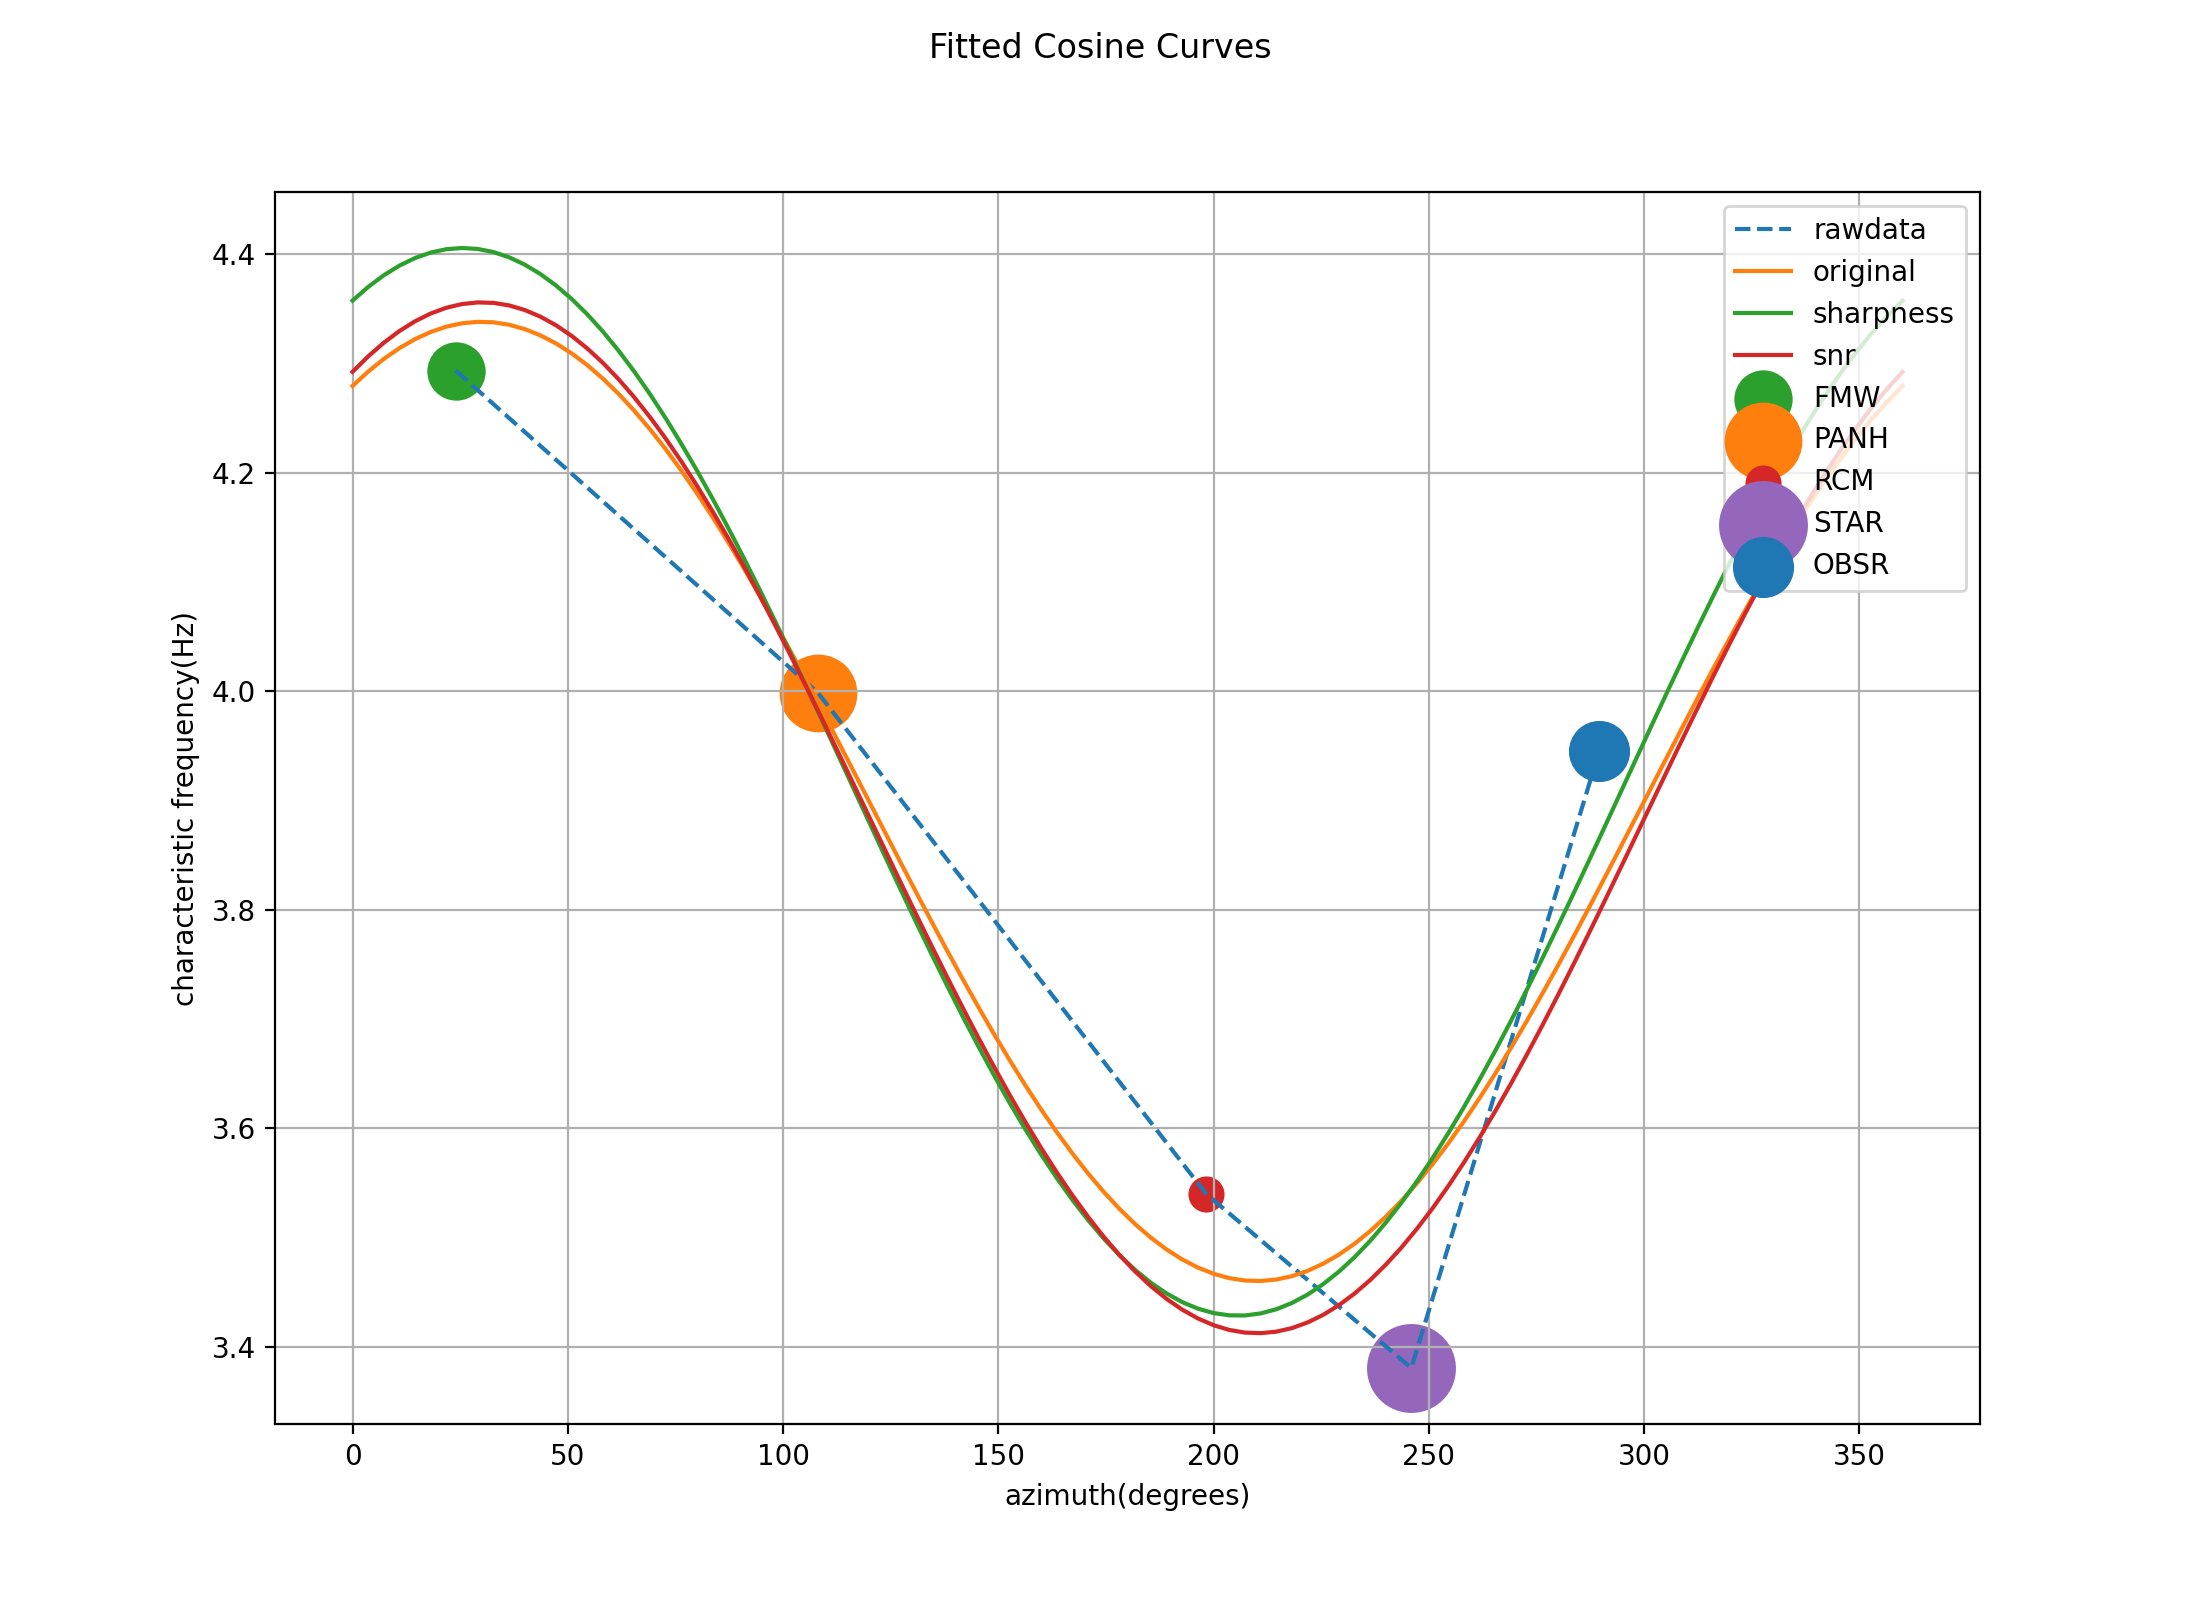 Fitted Cosine Curves
4.4
4.2
4.0
3.8
3.6
3.4
characteristic frequency(Hz)
rawdata
original
sharpness
snr
FMW
PANH
RCM
STAR
OBSR
0 50 100 150 200 250 300 350
azimuth(degrees)